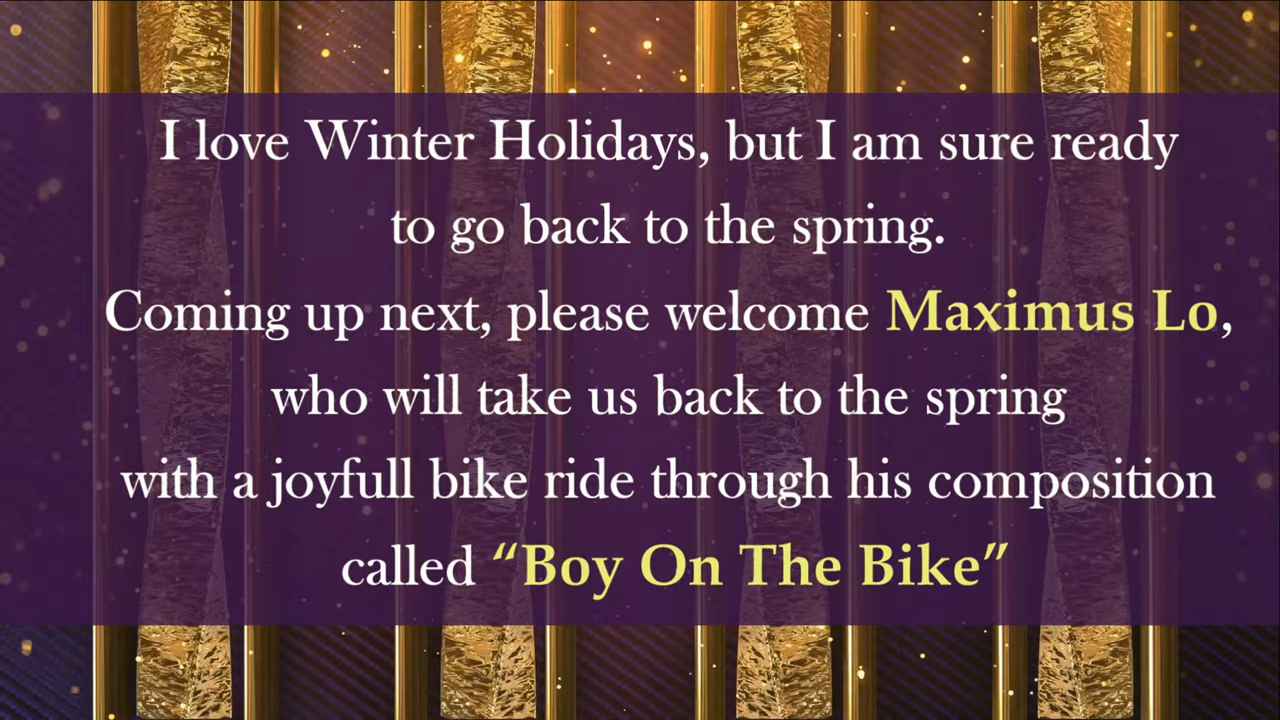 I love Winter Holidays, but I am sure ready
to go back to the spring.
Coming up next, please welcome Maximus Lo,
who will take us back to the spring
with a joyfull bike ride through his composition
called “Boy On The Bike”